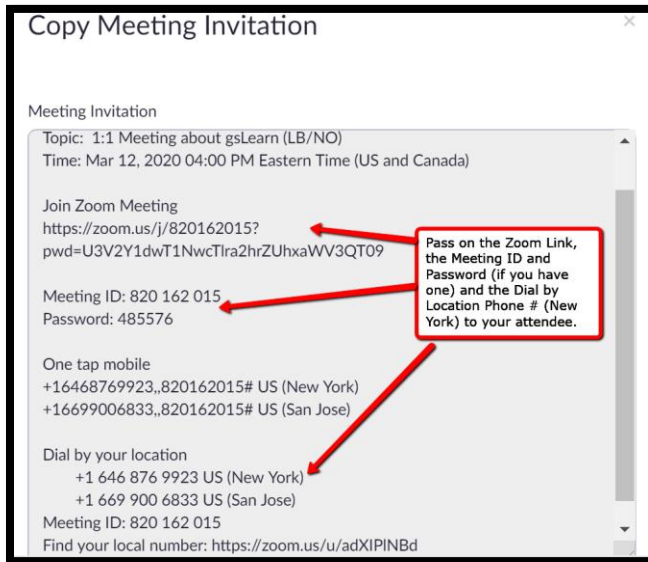 Copy Meeting Invitation
×
Meeting Invitation
Topic: 1:1 Meeting about gsLearn (LB/NO)
Time: Mar 12, 2020 04:00 PM Eastern Time (US and Canada)
Join Zoom Meeting
https://zoom.us/j/820162015?
pwd=U3V2Y1dwT1NwcTlra2hrZUhxaWV3QT09
Pass on the Zoom Link,
the Meeting ID and
Password (if you have
one) and the Dial by
Location Phone # (New
York) to your attendee.
Meeting ID: 820 162 015
Password: 485576
One tap mobile
+16468769923,,820162015# US (New York)
+16699006833,,820162015# US (San Jose)
Dial by your location
+1 646 876 9923 US (New York)
+1 669 900 6833 US (San Jose)
Meeting ID: 820 162 015
Find your local number: https://zoom.us/u/adXIPlNBd